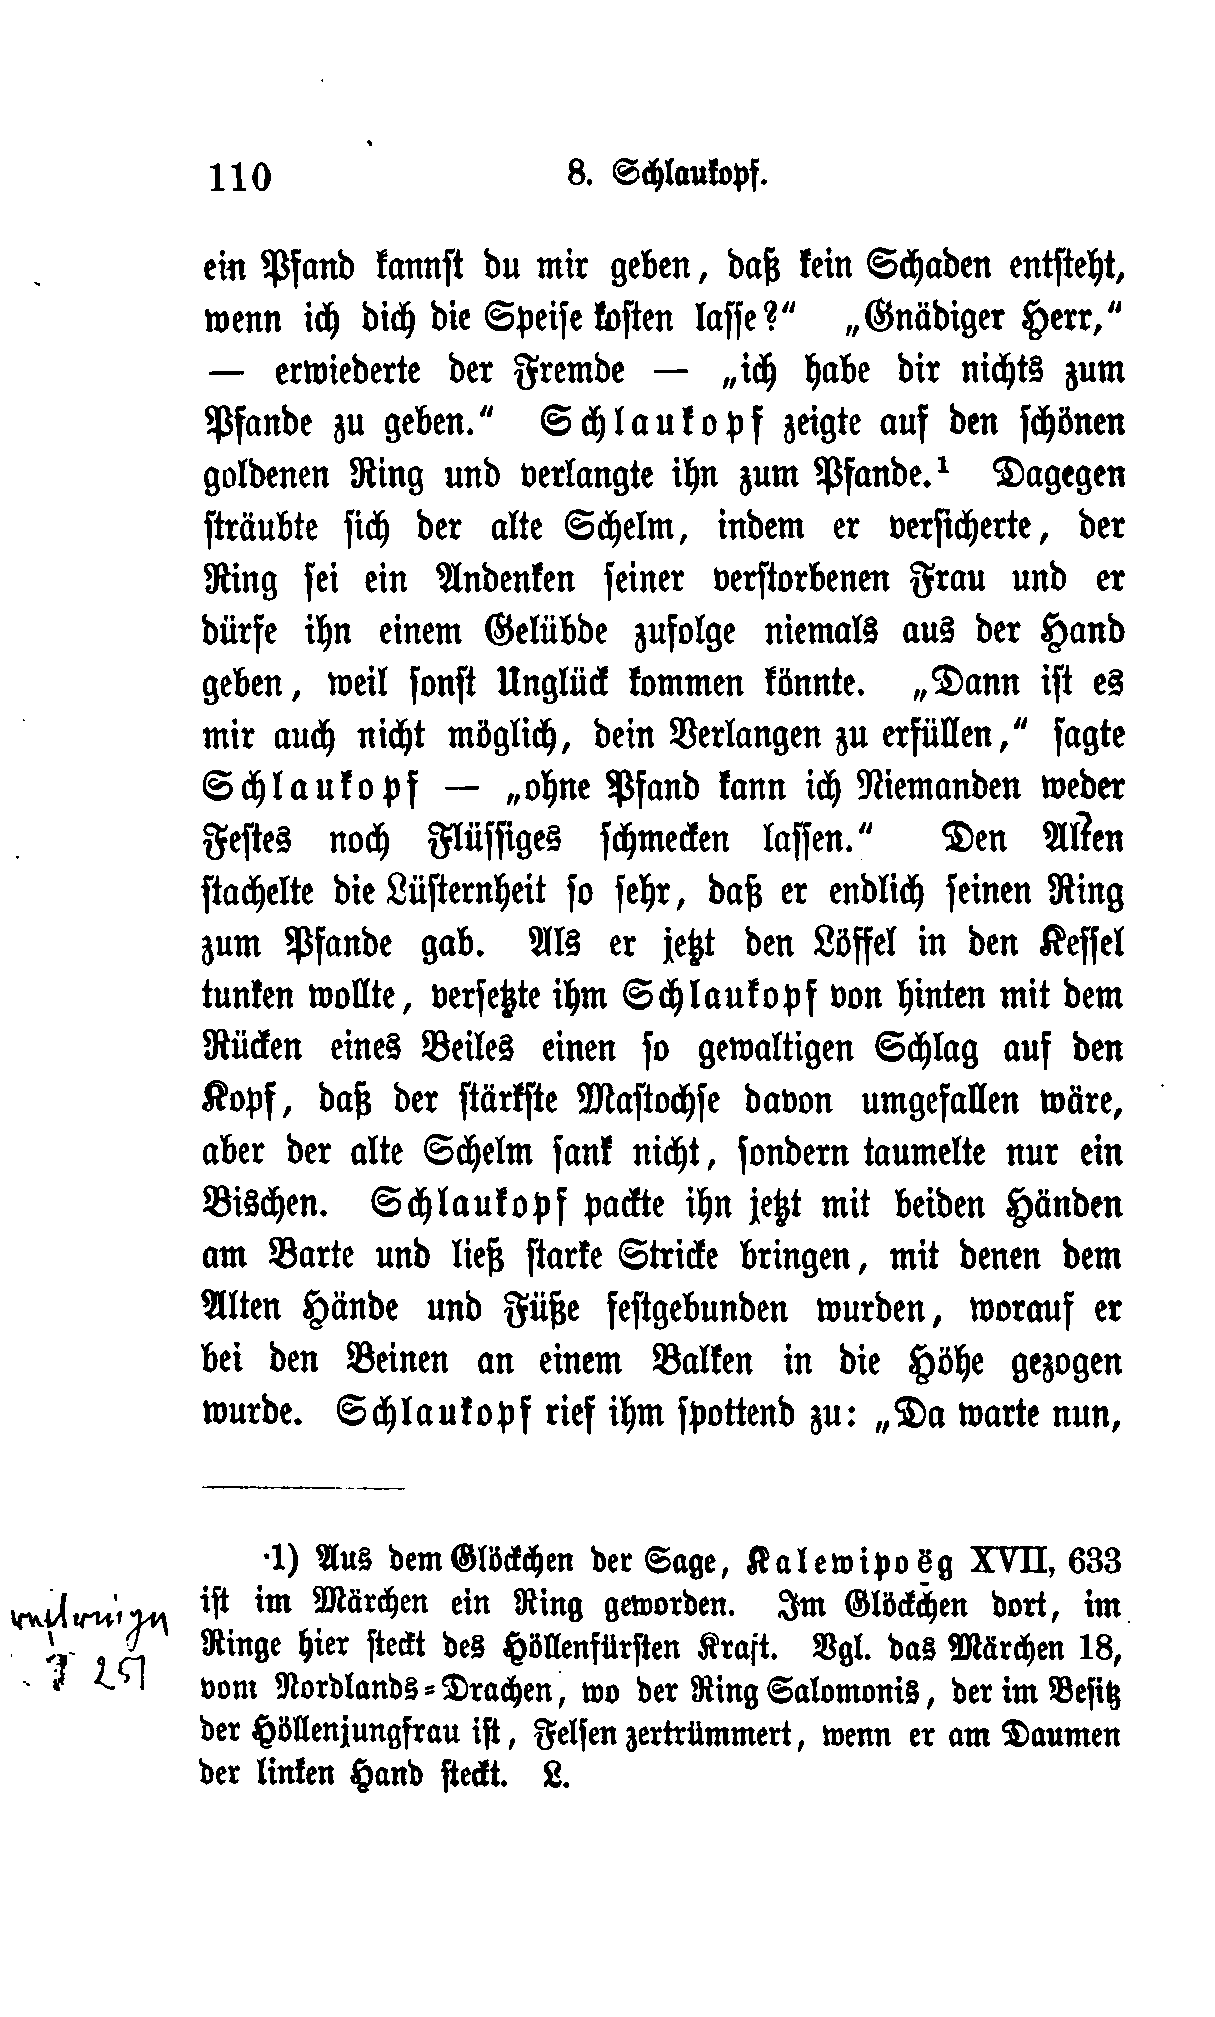 110 8. Schlaukopf.
ein Pfand kannst du mir geben, daß kein Schaden entsteht,
wenn ich dich die Speise kosten lasse?" „Gnädiger Herr,"
— erwiederte der Fremde — „ich habe dir nichts zum
Pfande zu geben." Schlaukopf zeigte auf den schönen
goldenen Ring und verlangte ihn zum Pfande.¹ Dagegen
sträubte sich der alte Schelm, indem er versicherte, der
Ring sei ein Andenken seiner verstorbenen Frau und er
dürfe ihn einem Gelübde zufolge niemals aus der Hand
geben, weil sonst Unglück kommen könnte. „Dann ist es
mir auch nicht möglich, dein Verlangen zu erfüllen," sagte
Schlaukopf — „ohne Pfand kann ich Niemanden weder
Festes noch Flüssiges schmecken lassen." Den Alten
stachelte die Lüsternheit so sehr, daß er endlich seinen Ring
zum Pfande gab. Als er jetzt den Löffel in den Kessel
tunken wollte, versetzte ihm Schlaukopf von hinten mit dem
Rücken eines Beiles einen so gewaltigen Schlag auf den
Kopf, daß der stärkste Mastochse davon umgefallen wäre,
aber der alte Schelm sank nicht, sondern taumelte nur ein
Bischen. Schlaukopf packte ihn jetzt mit beiden Händen
am Barte und ließ starke Stricke bringen, mit denen dem
Alten Hände und Füße festgebunden wurden, worauf er
bei den Beinen an einem Balken in die Höhe gezogen
wurde. Schlaukopf rief ihm spottend zu: „Da warte nun,
1) Aus dem Glöckchen der Sage, Kalewipoëg XVII, 633
ist im Märchen ein Ring geworden. Im Glöckchen dort, im
Ringe hier steckt des Höllenfürsten Kraft. Vgl. das Märchen 18,
vom Nordlands-Drachen, wo der Ring Salomonis, der im Besitz
der Höllenjungfrau ist, Felsen zertrümmert, wenn er am Daumen
der linken Hand steckt. L.